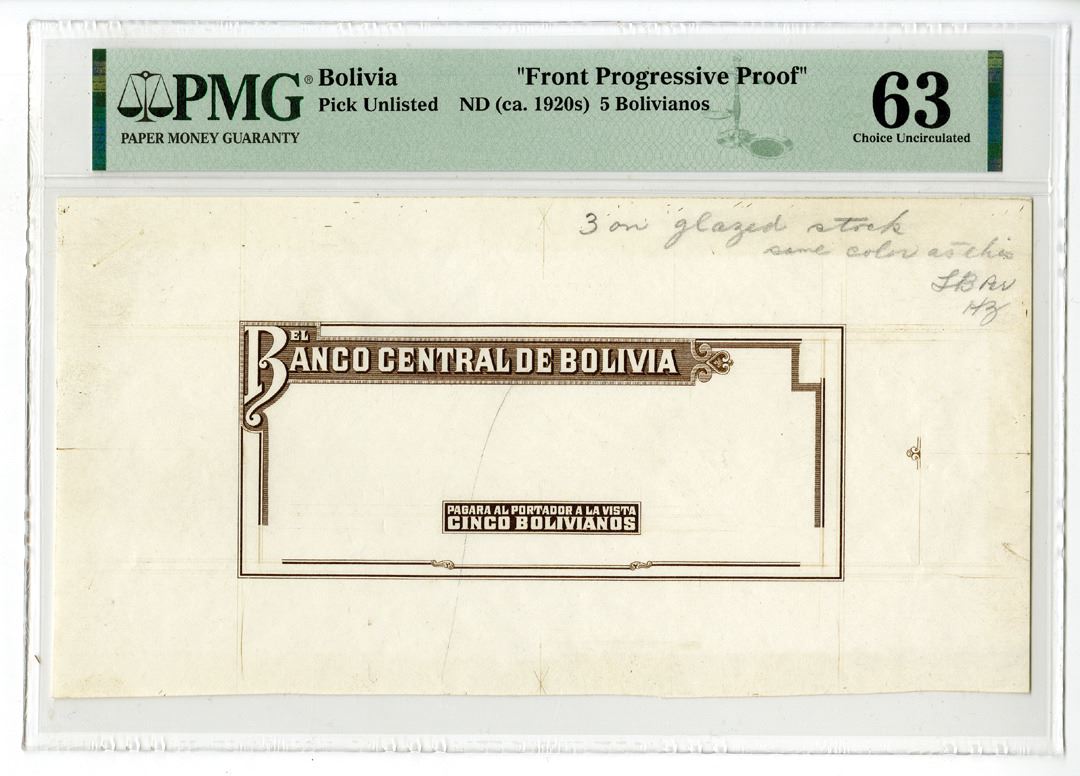 PMG® Bolivia "Front Progressive Proof" 63
Pick Unlisted ND (ca. 1920s) 5 Bolivianos
PAPER MONEY GUARANTY Choice Uncirculated
3 on glazed stock
same color as this
EL
BANCO CENTRAL DE BOLIVIA
PAGARA AL PORTADOR A LA VISTA
CINCO BOLIVIANOS